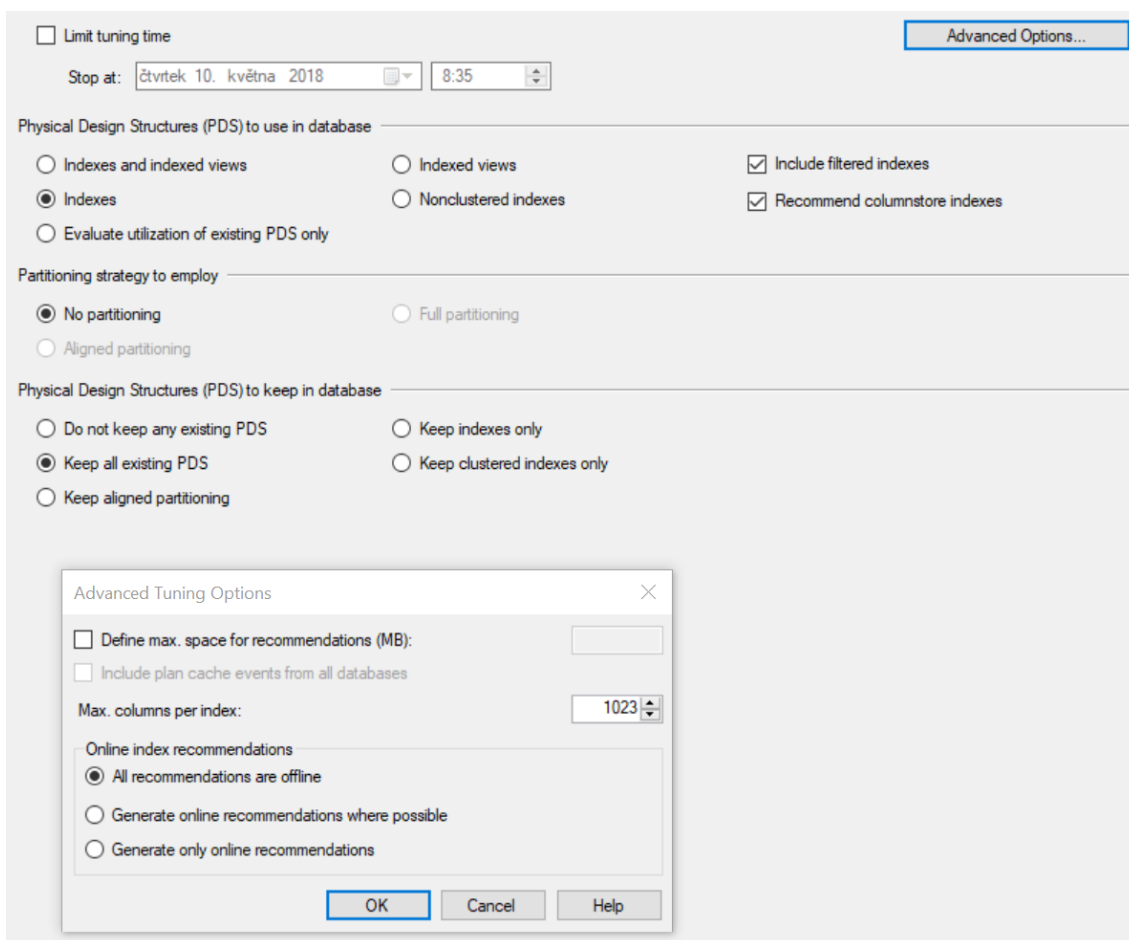 Limit tuning time Advanced Options...
Stop at: čtvrtek 10. května 2018 8:35
Physical Design Structures (PDS) to use in database
Indexes and indexed views Indexed views Include filtered indexes
Indexes Nonclustered indexes Recommend columnstore indexes
Evaluate utilization of existing PDS only
Partitioning strategy to employ
No partitioning Full partitioning
Aligned partitioning
Physical Design Structures (PDS) to keep in database
Do not keep any existing PDS Keep indexes only
Keep all existing PDS Keep clustered indexes only
Keep aligned partitioning
Advanced Tuning Options
Define max. space for recommendations (MB):
Include plan cache events from all databases
Max. columns per index: 1023
Online index recommendations
All recommendations are offline
Generate online recommendations where possible
Generate only online recommendations
OK Cancel Help